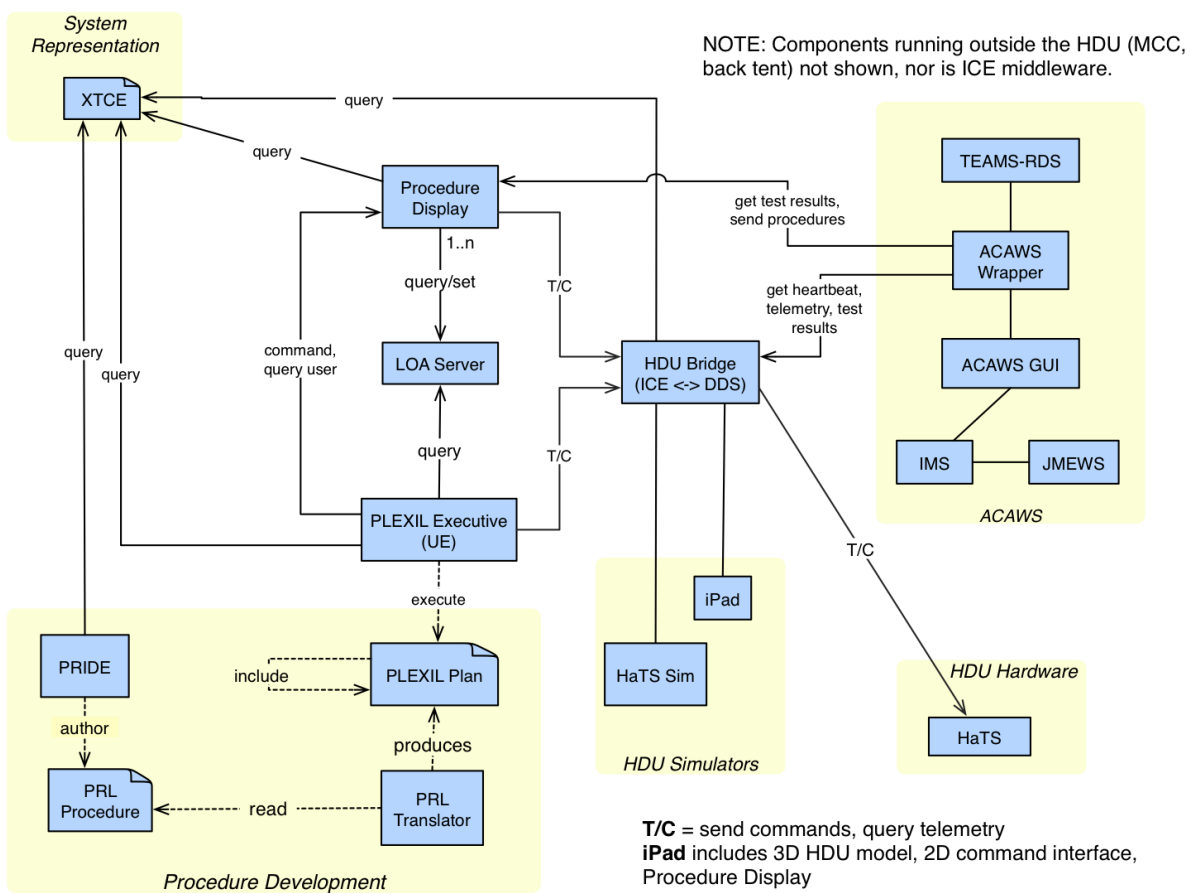 System
Representation
NOTE: Components running outside the HDU (MCC,
back tent) not shown, nor is ICE middleware.
XTCE
query
query
TEAMS-RDS
Procedure
Display
get test results,
send procedures
1..n
ACAWS
Wrapper
query/set
T/C
get heartbeat,
telemetry, test
results
query
query
command,
query user
LOA Server
HDU Bridge
(ICE <-> DDS)
ACAWS GUI
query
T/C
IMS
JMEWS
ACAWS
PLEXIL Executive
(UE)
T/C
execute
iPad
PRIDE
include
PLEXIL Plan
HaTS Sim
HDU Hardware
author
produces
HaTS
HDU Simulators
PRL
Procedure
read
PRL
Translator
T/C = send commands, query telemetry
iPad includes 3D HDU model, 2D command interface,
Procedure Display
Procedure Development